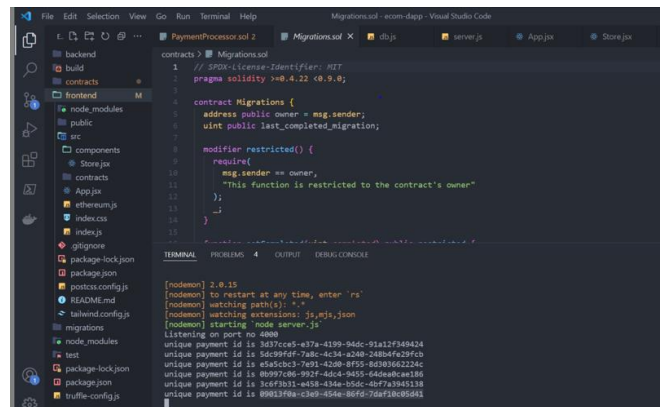 File Edit Selection View Go Run Terminal Help
Migrations.sol - ecom-dapp - Visual Studio Code
PaymentProcessor.sol 2
Migrations.sol
db.js
server.js
App.jsx
Store.jsx
backend
build
contracts
frontend M
node_modules
public
src
components
Store.jsx
contracts
App.jsx
ethereum.js
index.css
index.js
.gitignore
package-lock.json
package.json
postcss.config.js
README.md
tailwind.config.js
migrations
node_modules
test
package-lock.json
package.json
truffle-config.js
contracts > Migrations.sol
1 // SPDX-License-Identifier: MIT
2 pragma solidity >=0.4.22 <0.9.0;
3
4 contract Migrations {
5 address public owner = msg.sender;
6 uint public last_completed_migration;
7
8 modifier restricted() {
9 require(
10 msg.sender == owner,
11 "This function is restricted to the contract's owner"
12 );
13 _;
14 }
15
TERMINAL PROBLEMS 4 OUTPUT DEBUG CONSOLE
[nodemon] 2.0.15
[nodemon] to restart at any time, enter `rs`
[nodemon] watching path(s): *.*
[nodemon] watching extensions: js,mjs,json
[nodemon] starting `node server.js`
Listening on port no 4000
unique payment id is 3d37cce5-e37a-4199-94dc-91a12f349424
unique payment id is 5dc99fdf-7a8c-4c34-a240-248b4fe29fcb
unique payment id is e5a5cbc3-7e91-42d0-8f55-8d303662224c
unique payment id is 0b997c06-992f-4dc4-9455-64dea0cae186
unique payment id is 3c6f3b31-e458-434e-b5dc-4bf7a3945138
unique payment id is 09013f0a-c3e9-454e-86fd-7daf10c05d41